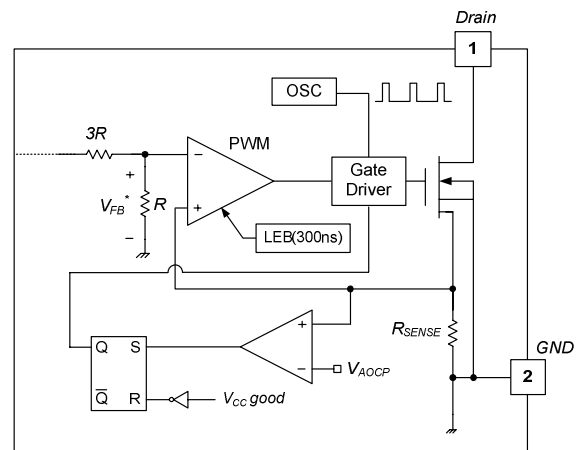 Drain
1
OSC
3R
PWM
−
+
Gate
Driver
+
V_FB*
−
R
LEB(300ns)
+
−
V_AOCP
R_SENSE
GND
2
Q
S
Q̅
R
V_CC good